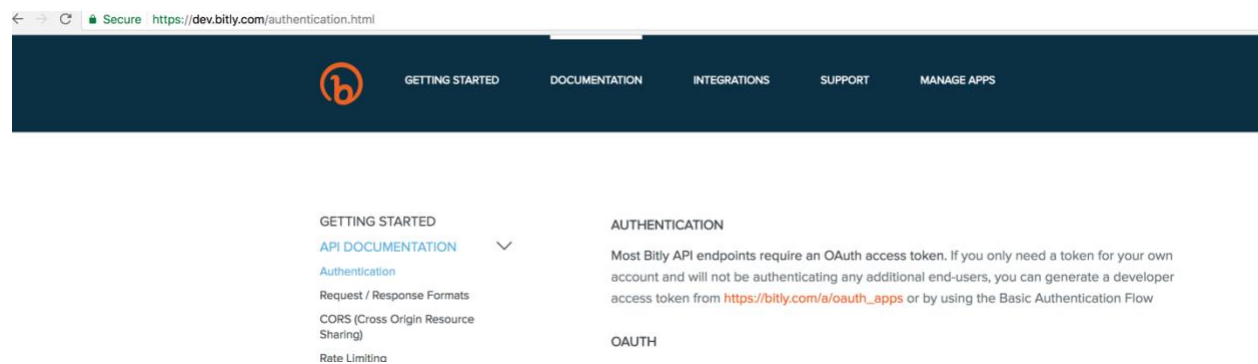 Secure https://dev.bitly.com/authentication.html
b GETTING STARTED DOCUMENTATION INTEGRATIONS SUPPORT MANAGE APPS
GETTING STARTED
API DOCUMENTATION
Authentication
Request / Response Formats
CORS (Cross Origin Resource
Sharing)
Rate Limiting
AUTHENTICATION
Most Bitly API endpoints require an OAuth access token. If you only need a token for your own
account and will not be authenticating any additional end-users, you can generate a developer
access token from https://bitly.com/a/oauth_apps or by using the Basic Authentication Flow
OAUTH